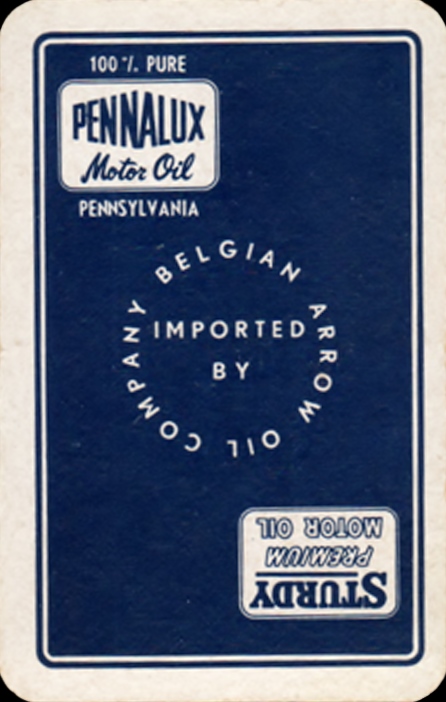 100 % PURE
PENNALUX
Motor Oil
PENNSYLVANIA
BELGIAN ARROW OIL COMPANY
IMPORTED
BY
STURDY
PREMIUM
MOTOR OIL